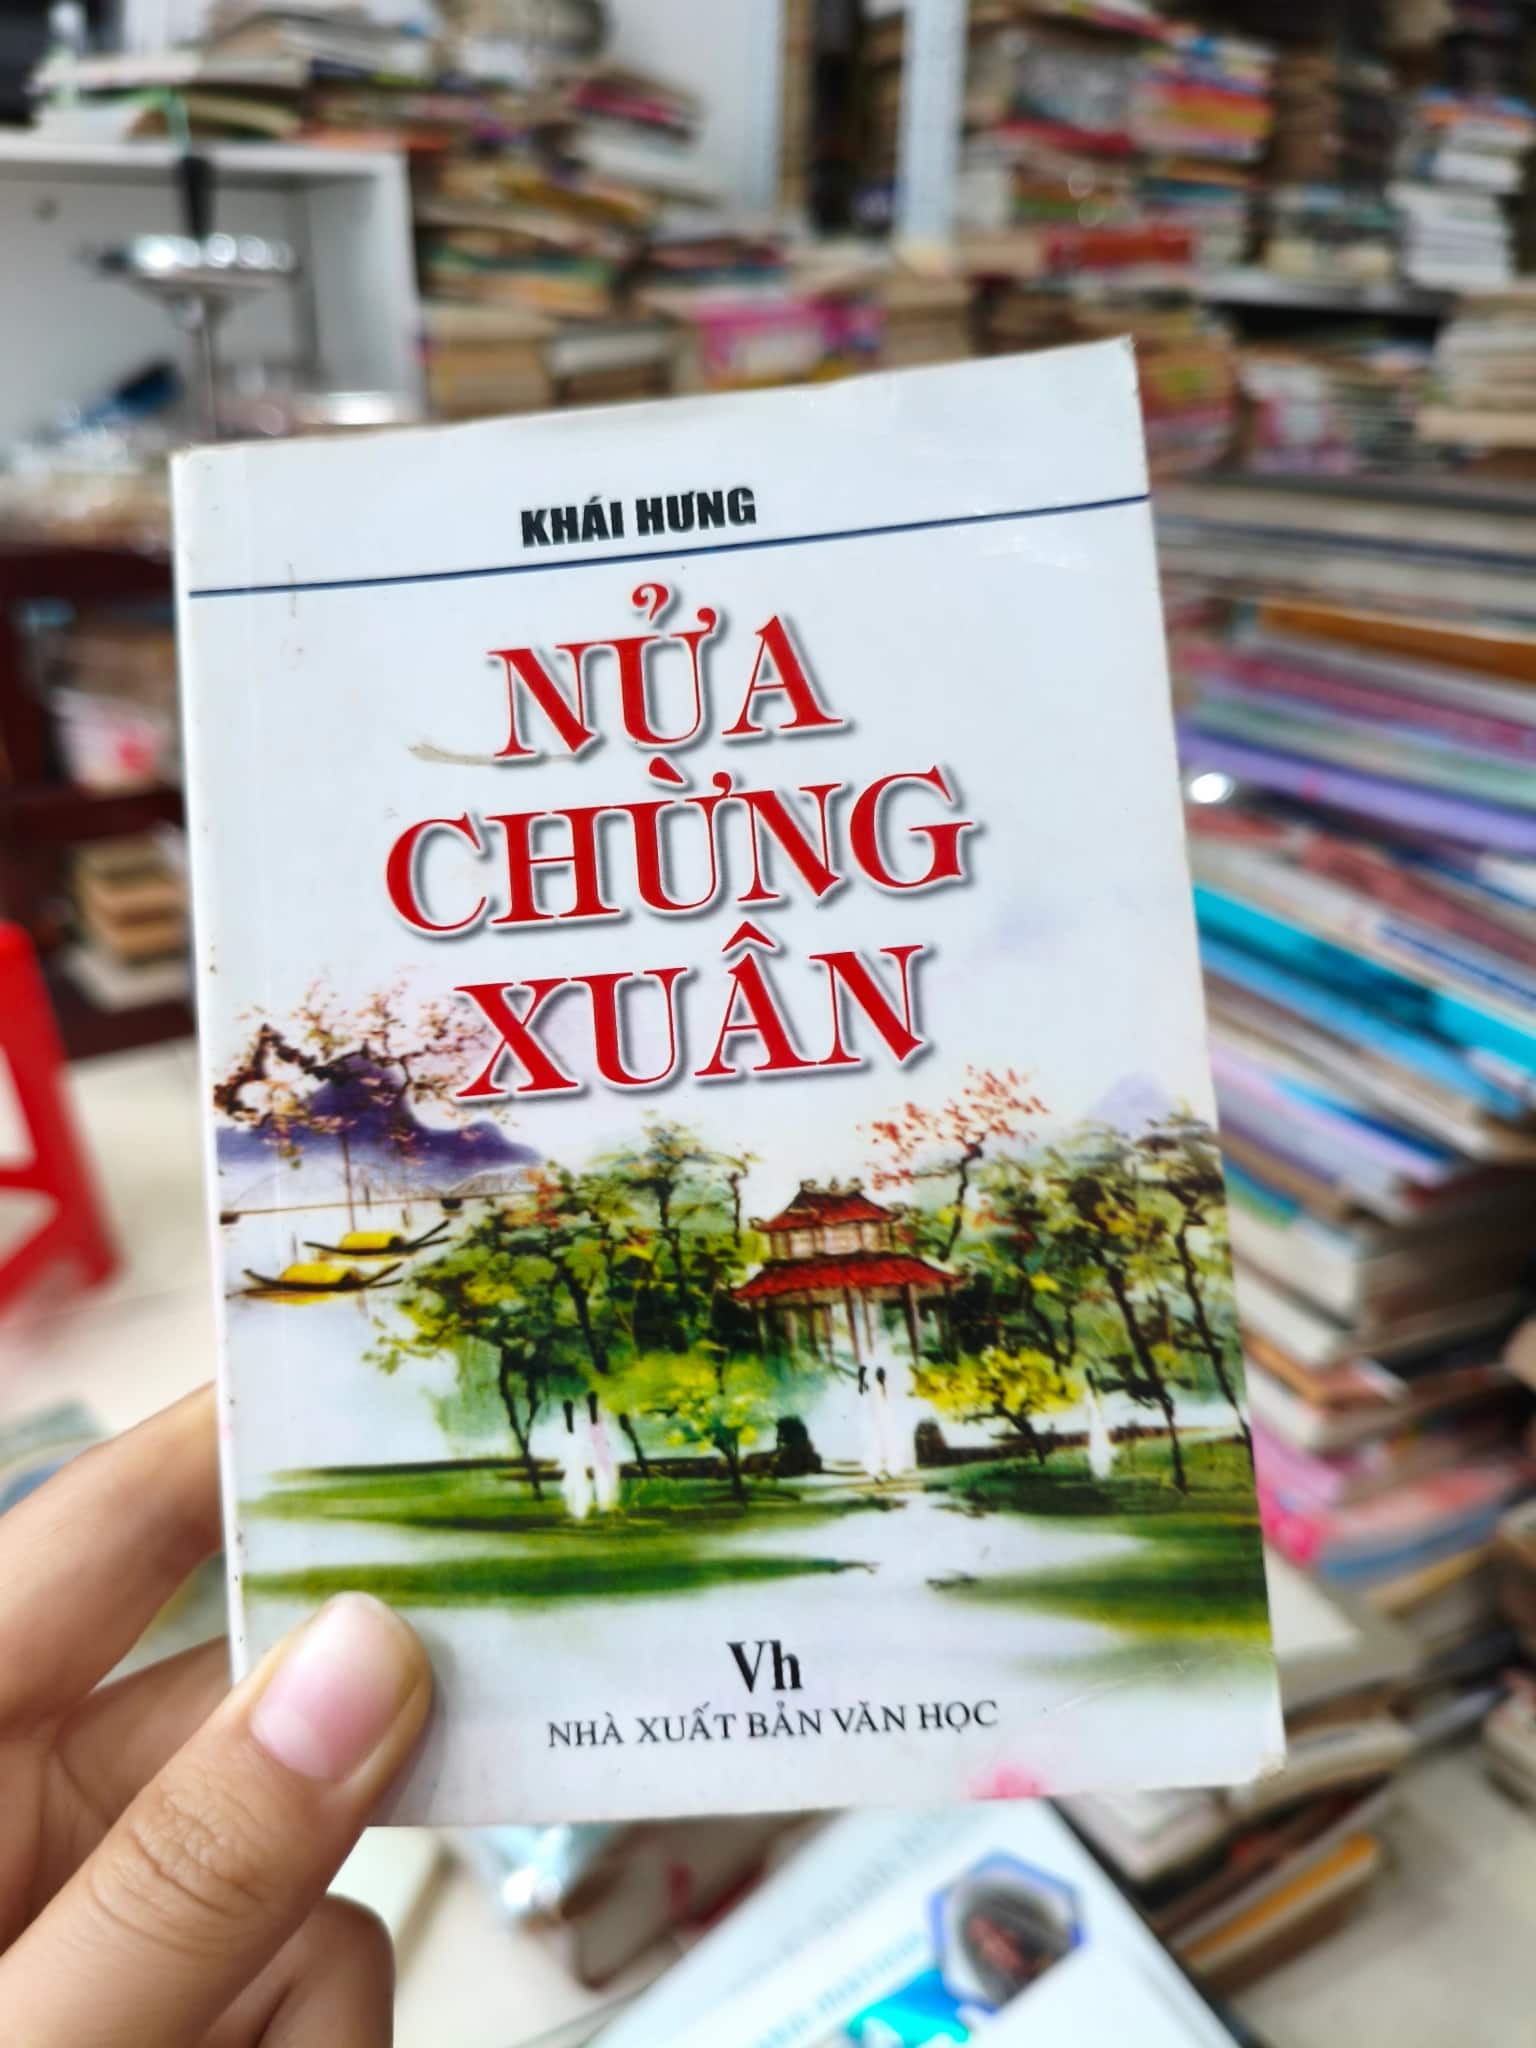 KHÁI HƯNG
NỬA
CHỪNG
XUÂN
Vh
NHÀ XUẤT BẢN VĂN HỌC